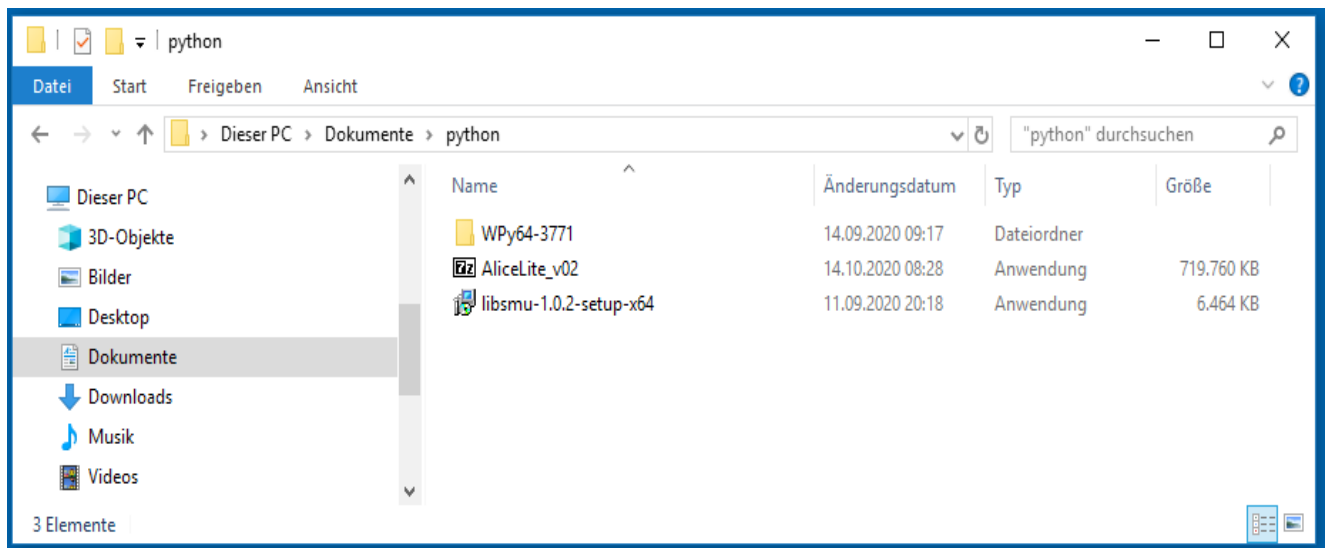 python
Datei Start Freigeben Ansicht
Dieser PC Dokumente python "python" durchsuchen
Dieser PC
3D-Objekte
Bilder
Desktop
Dokumente
Downloads
Musik
Videos
Name Änderungsdatum Typ Größe
WPy64-3771 14.09.2020 09:17 Dateiordner
7z AliceLite_v02 14.10.2020 08:28 Anwendung 719.760 KB
libsmu-1.0.2-setup-x64 11.09.2020 20:18 Anwendung 6.464 KB
3 Elemente